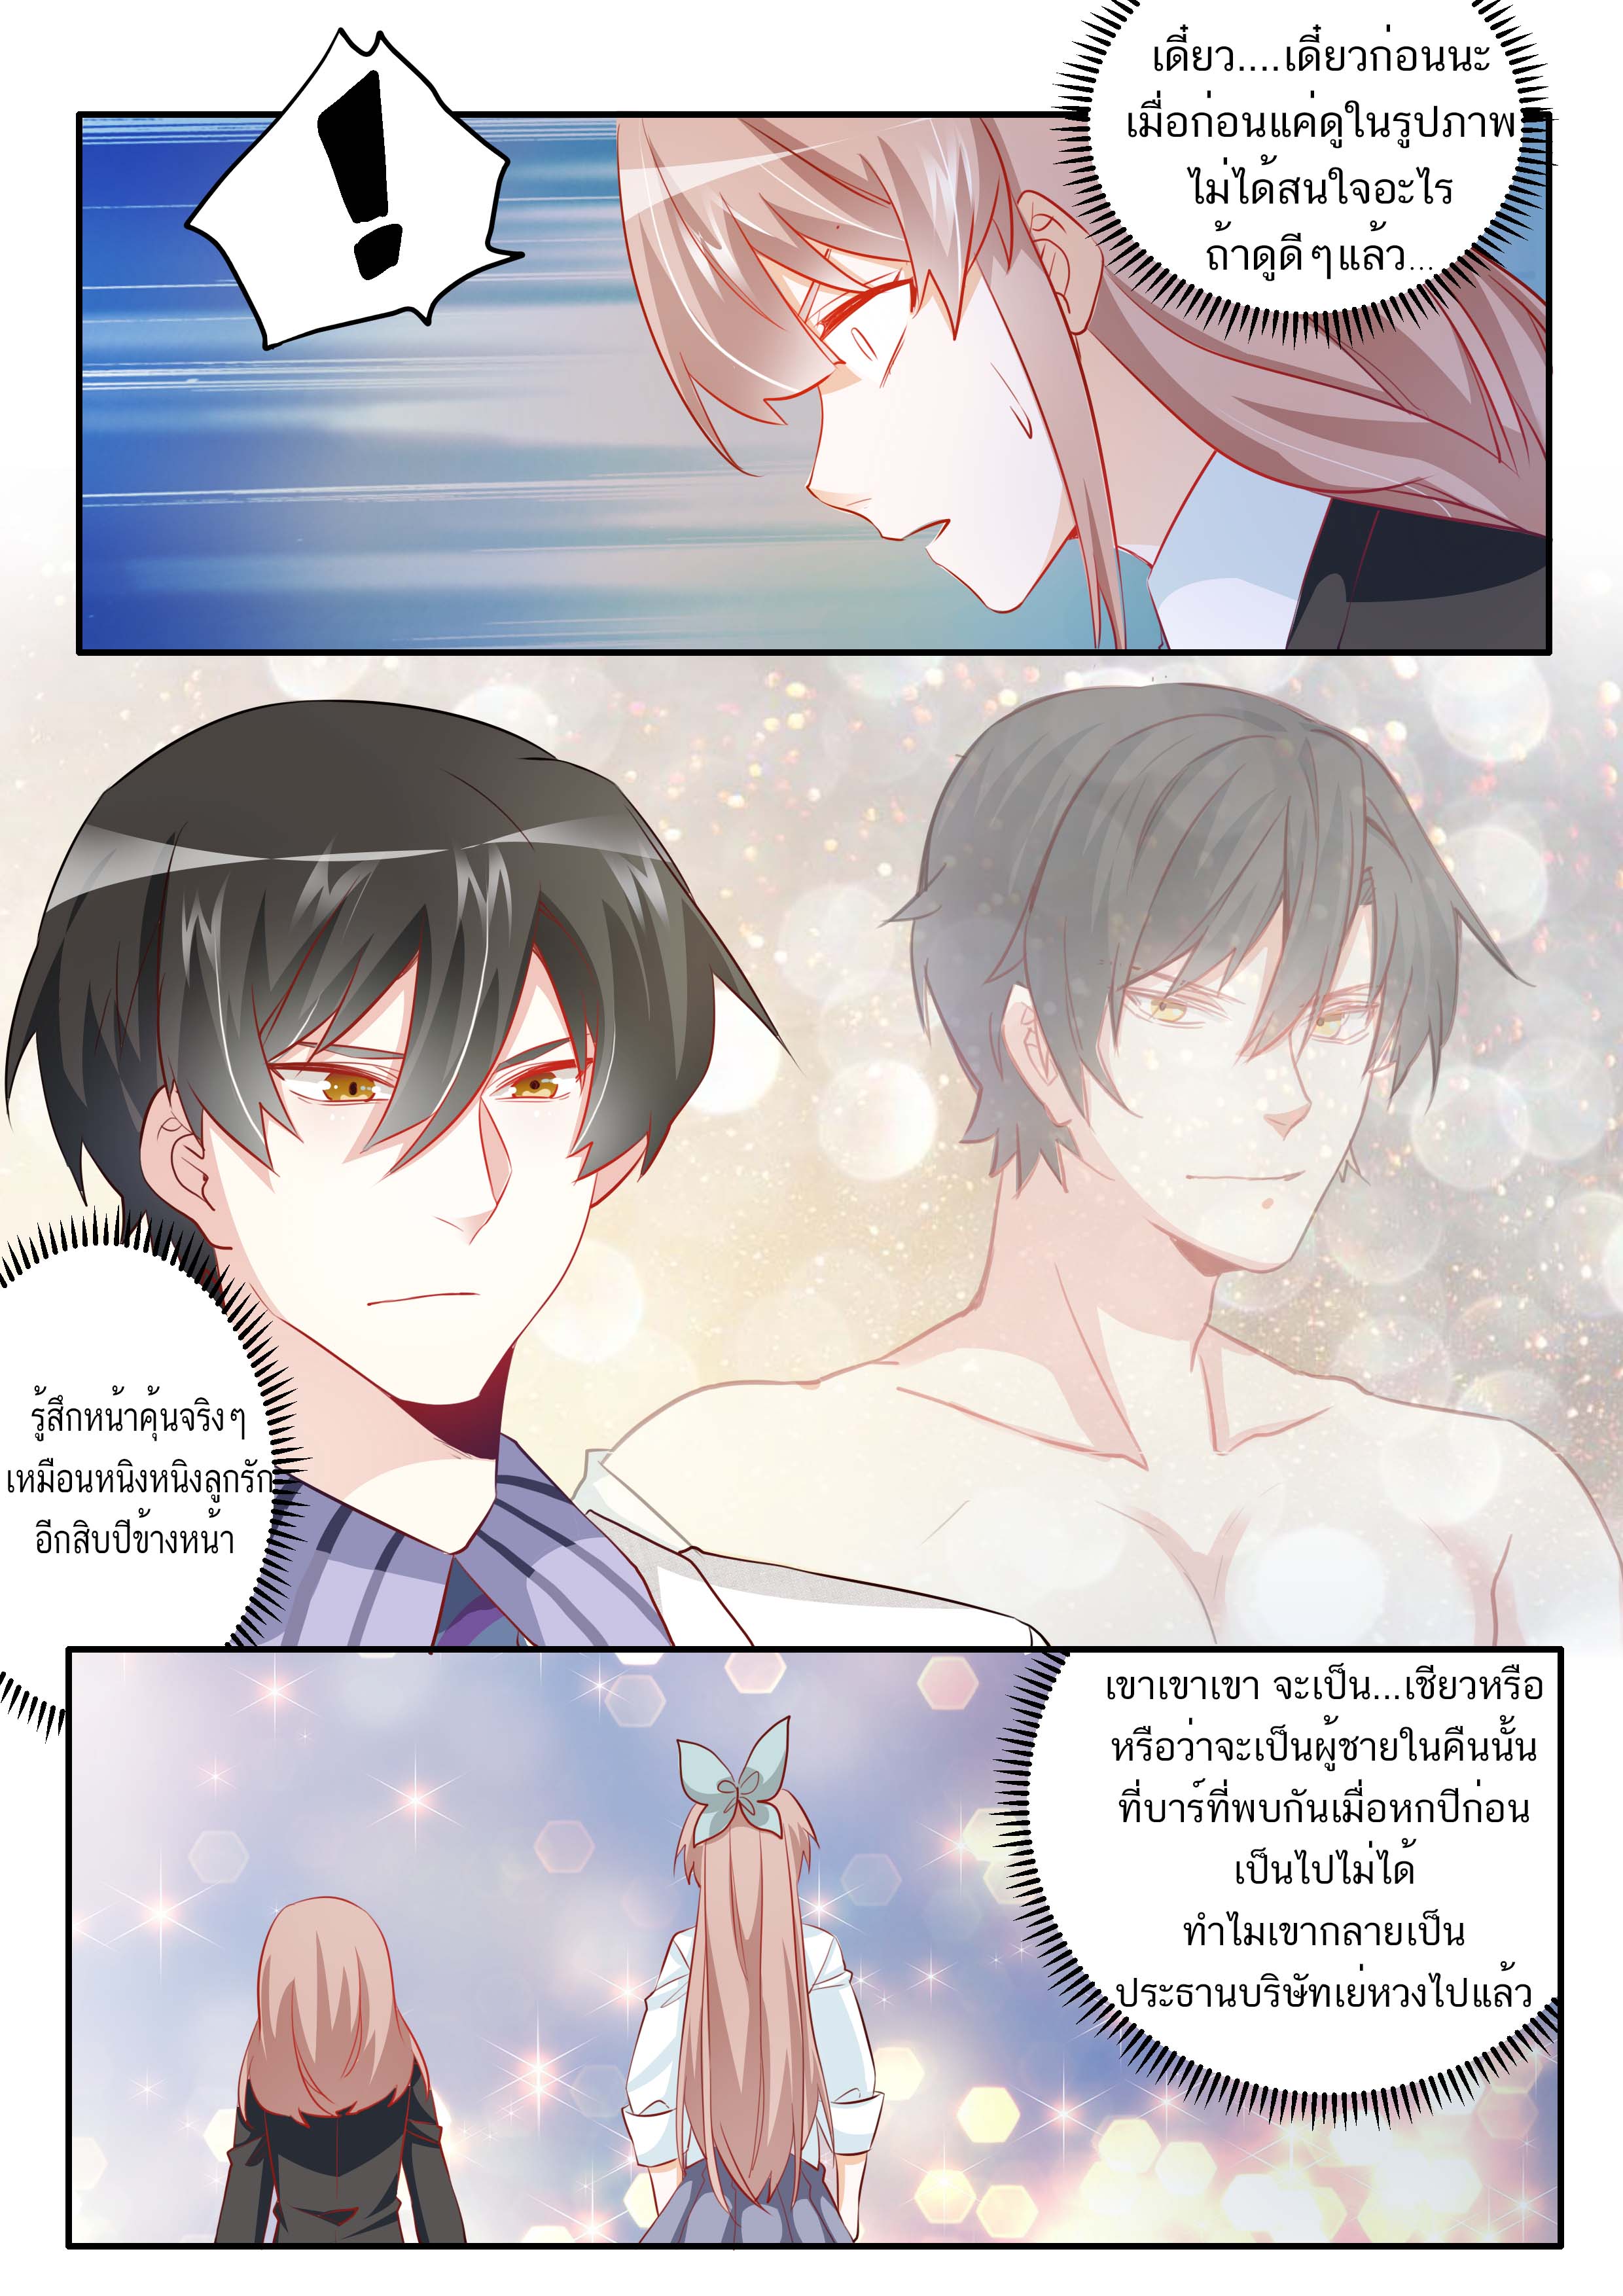 !
เดี๋ยว....เดี๋ยวก่อนนะ
เมื่อก่อนแค่ดูในรูปภาพ
ไม่ได้สนใจอะไร
ถ้าดูดีๆแล้ว...
รู้สึกหน้าคุ้นจริงๆ
เหมือนหนิงหนิงลูกรัก
อีกสิบปีข้างหน้า
เขาเขาเขา จะเป็น...เชียวหรือ
หรือว่าจะเป็นผู้ชายในคืนนั้น
ที่บาร์ที่พบกันเมื่อหกปีก่อน
เป็นไปไม่ได้
ทำไมเขากลายเป็น
ประธานบริษัทเย่หวงไปแล้ว